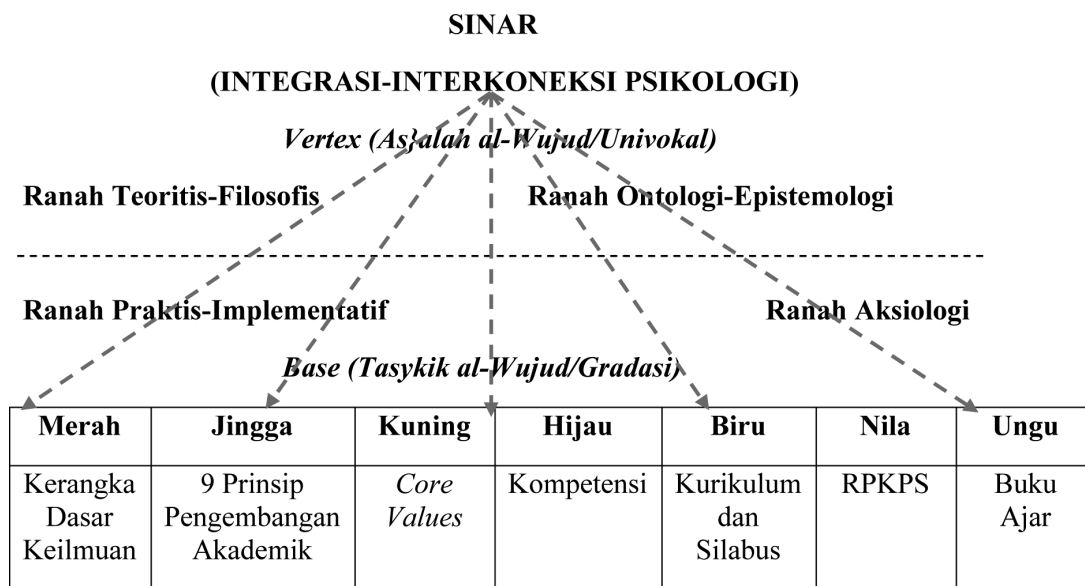 SINAR
(INTEGRASI-INTERKONEKSI PSIKOLOGI)
Vertex (As}alah al-Wujud/Univokal)
Ranah Teoritis-Filosofis Ranah Ontologi-Epistemologi
Ranah Praktis-Implementatif Ranah Aksiologi
Base (Tasykik al-Wujud/Gradasi)
Merah Jingga Kuning Hijau Biru Nila Ungu
Kerangka 9 Prinsip Core Kompetensi Kurikulum RPKPS Buku
Dasar Pengembangan Values dan Ajar
Keilmuan Akademik Silabus